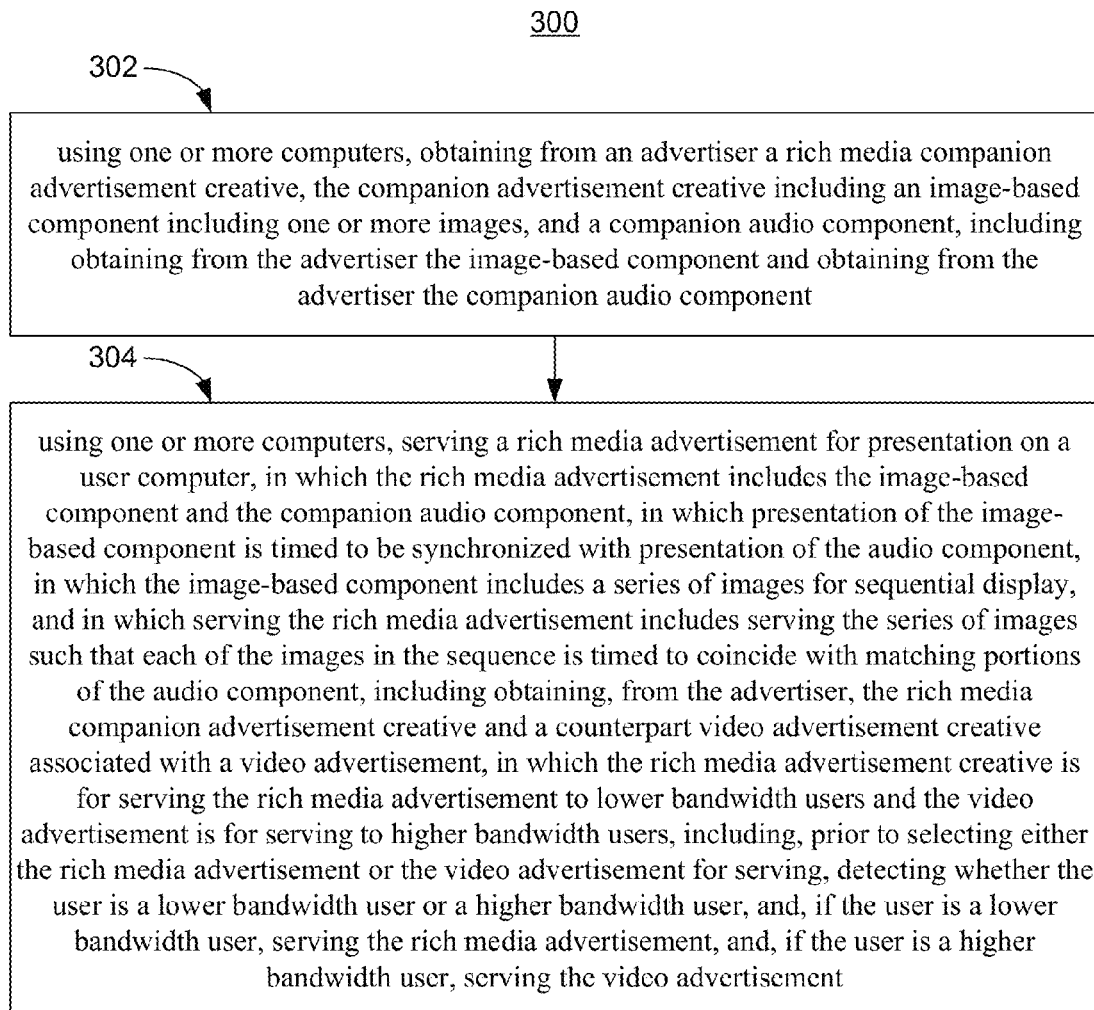 300
302
using one or more computers, obtaining from an advertiser a rich media companion
advertisement creative, the companion advertisement creative including an image-based
component including one or more images, and a companion audio component, including
obtaining from the advertiser the image-based component and obtaining from the
advertiser the companion audio component
304
using one or more computers, serving a rich media advertisement for presentation on a
user computer, in which the rich media advertisement includes the image-based
component and the companion audio component, in which presentation of the image-
based component is timed to be synchronized with presentation of the audio component,
in which the image-based component includes a series of images for sequential display,
and in which serving the rich media advertisement includes serving the series of images
such that each of the images in the sequence is timed to coincide with matching portions
of the audio component, including obtaining, from the advertiser, the rich media
companion advertisement creative and a counterpart video advertisement creative
associated with a video advertisement, in which the rich media advertisement creative is
for serving the rich media advertisement to lower bandwidth users and the video
advertisement is for serving to higher bandwidth users, including, prior to selecting either
the rich media advertisement or the video advertisement for serving, detecting whether the
user is a lower bandwidth user or a higher bandwidth user, and, if the user is a lower
bandwidth user, serving the rich media advertisement, and, if the user is a higher
bandwidth user, serving the video advertisement